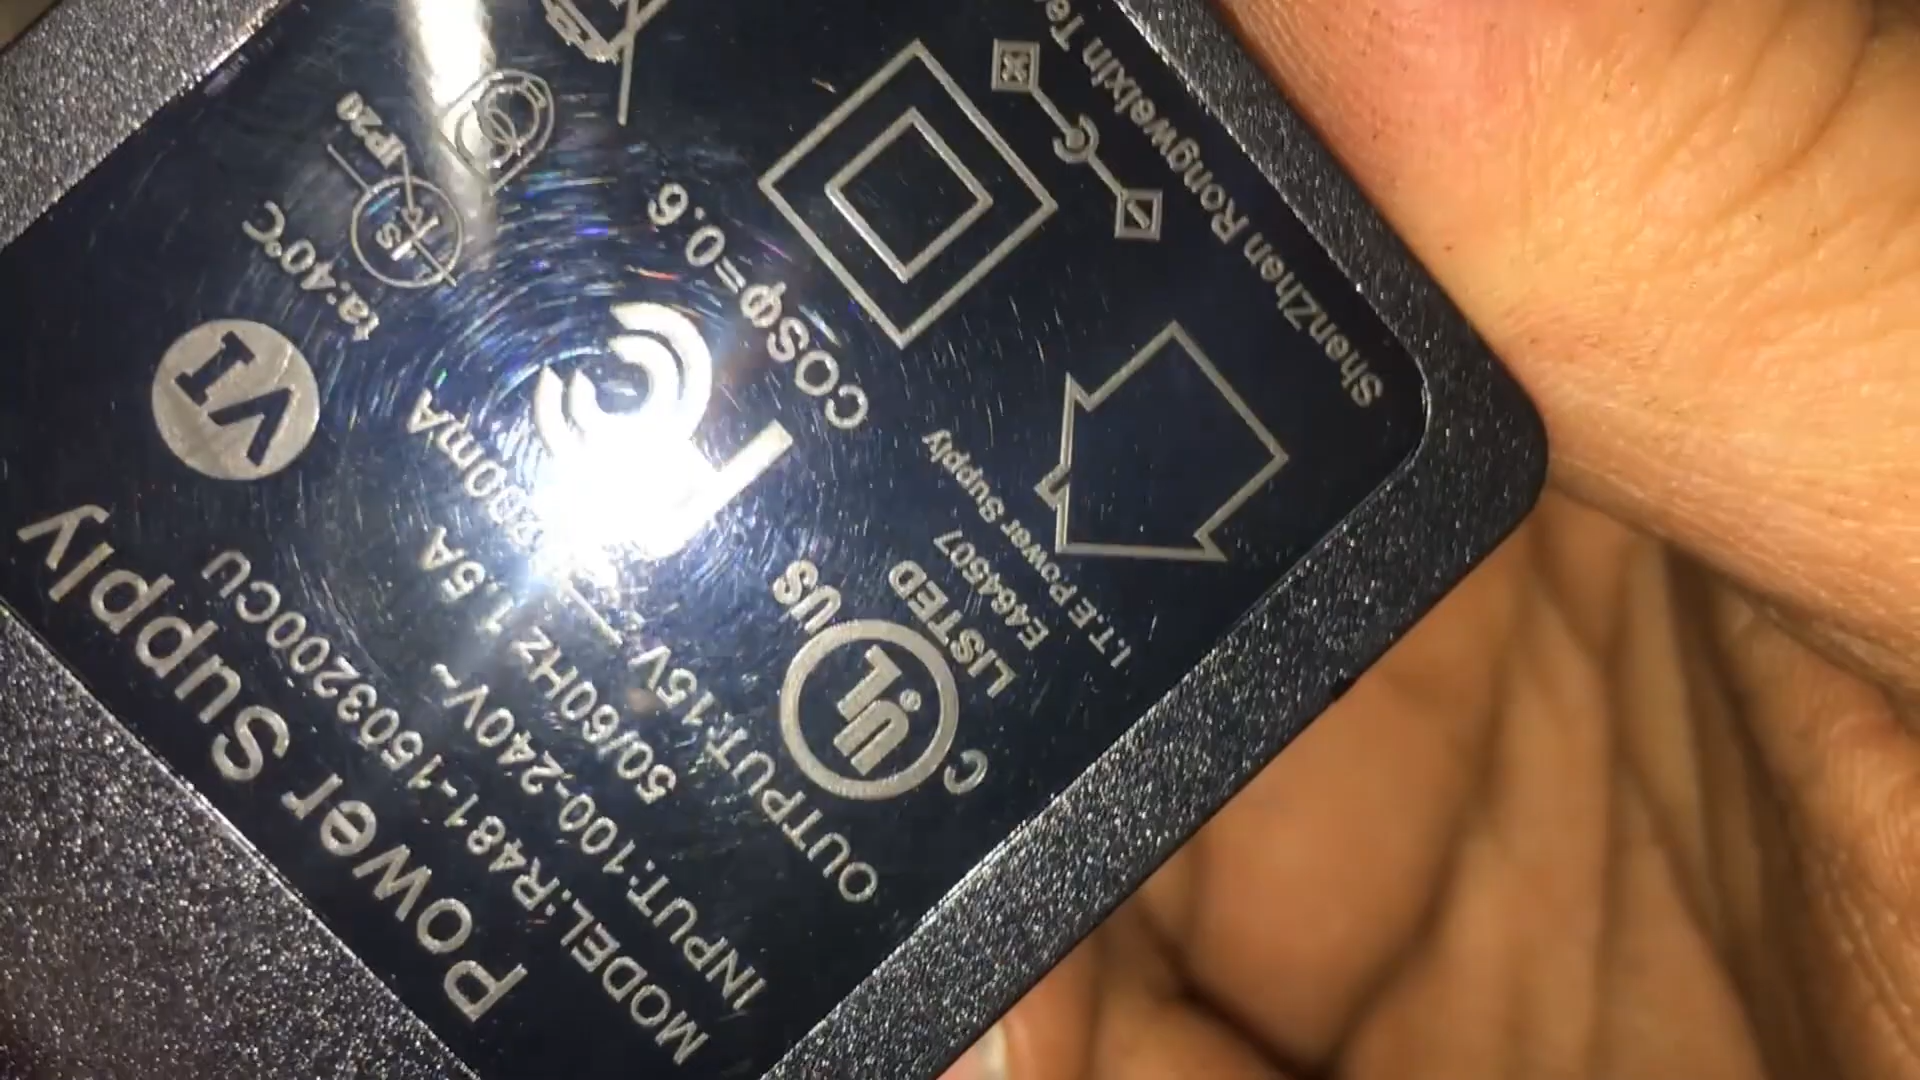 Power Supply
MODEL:R481-1503200CU
INPUT:100-240V~
50/60Hz 1.5A
OUTPUT:15V
VI
ta:40°C
IP20
COSφ=0.6
UL
C US
LISTED
E464507
I.T.E Power Supply
ShenZhen Rongweixin